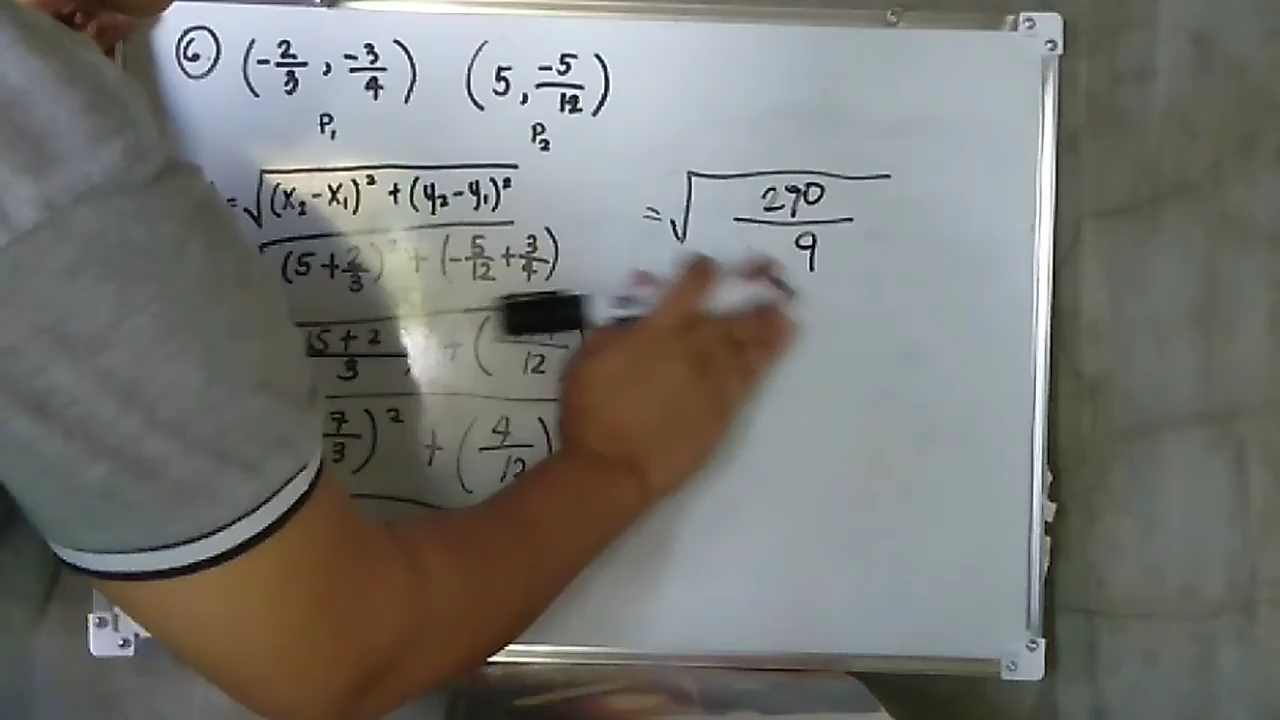 ⑥ (-2/3, -3/4) (5, -5/12)
P₁ P₂
= √(x₂-x₁)² + (y₂-y₁)²
(5+2/3)² + (-5/12+3/4)
5+2/3 + ( /12
7/3)² + (4/12)
= √290/9